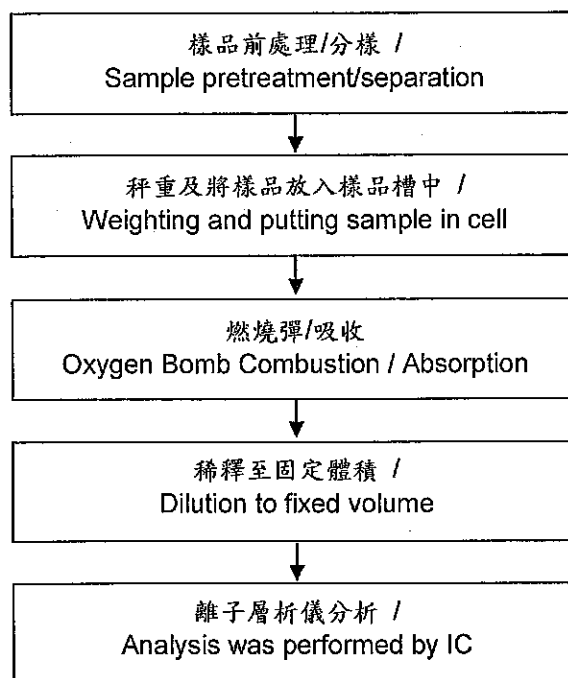 樣品前處理/分樣 /
Sample pretreatment/separation
秤重及將樣品放入樣品槽中 /
Weighting and putting sample in cell
燃燒彈/吸收
Oxygen Bomb Combustion / Absorption
稀釋至固定體積 /
Dilution to fixed volume
離子層析儀分析 /
Analysis was performed by IC